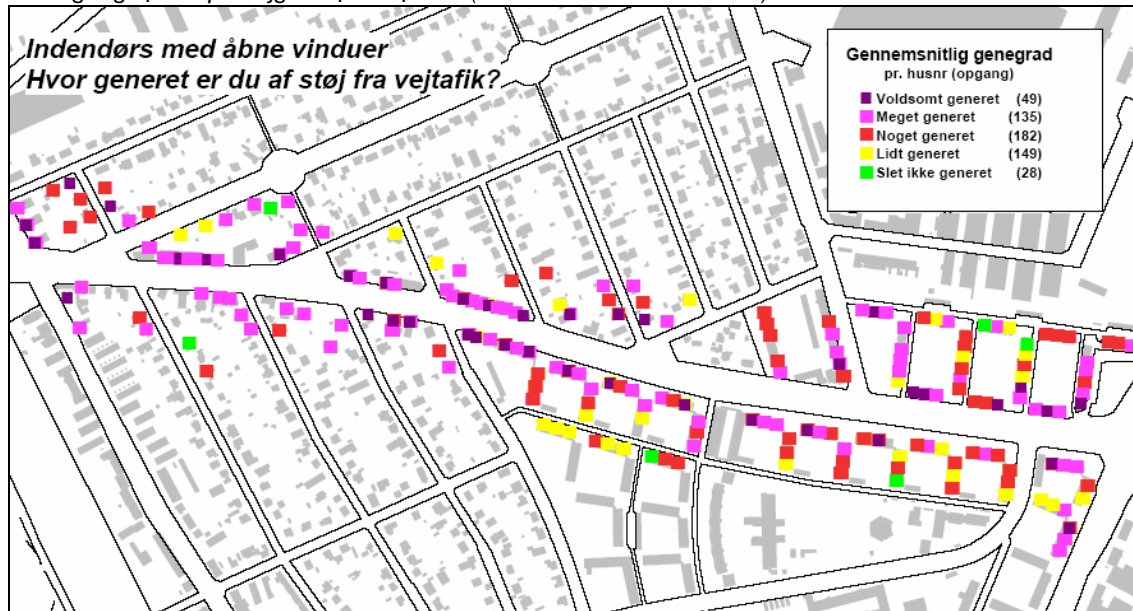 Indendørs med åbne vinduer
Hvor generet er du af støj fra vejtafik?
Gennemsnitlig genegrad
pr. husnr (opgang)
Voldsomt generet (49)
Meget generet (135)
Noget generet (182)
Lidt generet (149)
Slet ikke generet (28)